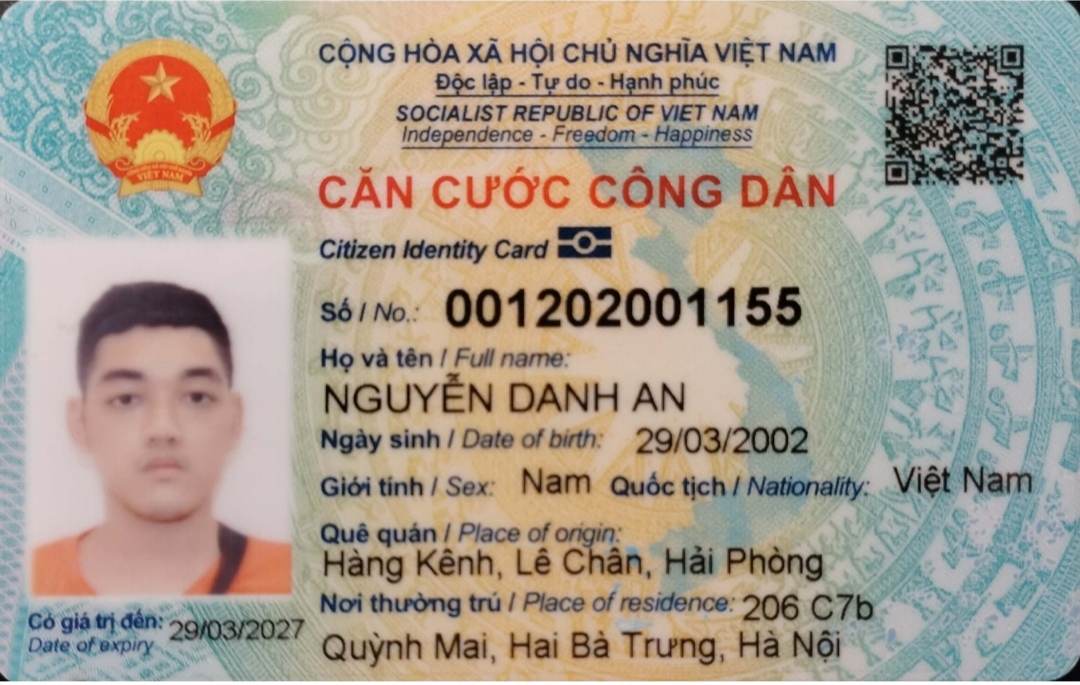 CỘNG HÒA XÃ HỘI CHỦ NGHĨA VIỆT NAM
Độc lập - Tự do - Hạnh phúc
SOCIALIST REPUBLIC OF VIET NAM
Independence - Freedom - Happiness
CĂN CƯỚC CÔNG DÂN
Citizen Identity Card
Số / No.: 001202001155
Họ và tên / Full name:
NGUYỄN DANH AN
Ngày sinh / Date of birth: 29/03/2002
Giới tính / Sex: Nam Quốc tịch / Nationality: Việt Nam
Quê quán / Place of origin:
Hàng Kênh, Lê Chân, Hải Phòng
Nơi thường trú / Place of residence: 206 C7b
Quỳnh Mai, Hai Bà Trưng, Hà Nội
Có giá trị đến: 29/03/2027
Date of expiry
VIỆT NAM